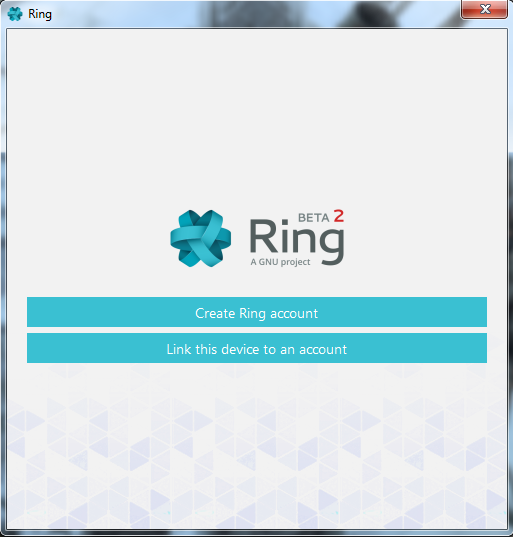 Ring
BETA 2
Ring
A GNU project
Create Ring account
Link this device to an account